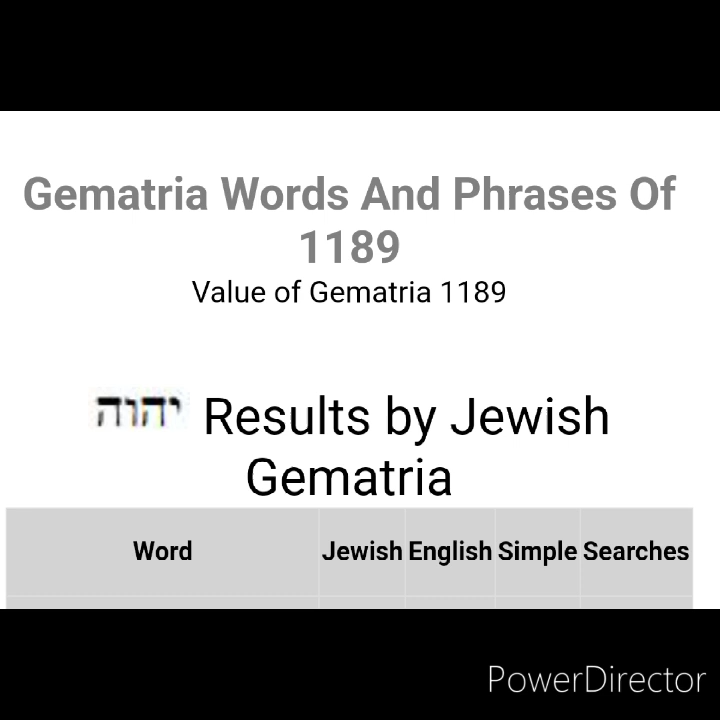 Gematria Words And Phrases Of
1189
Value of Gematria 1189
יהוה Results by Jewish
Gematria
Word Jewish English Simple Searches
PowerDirector